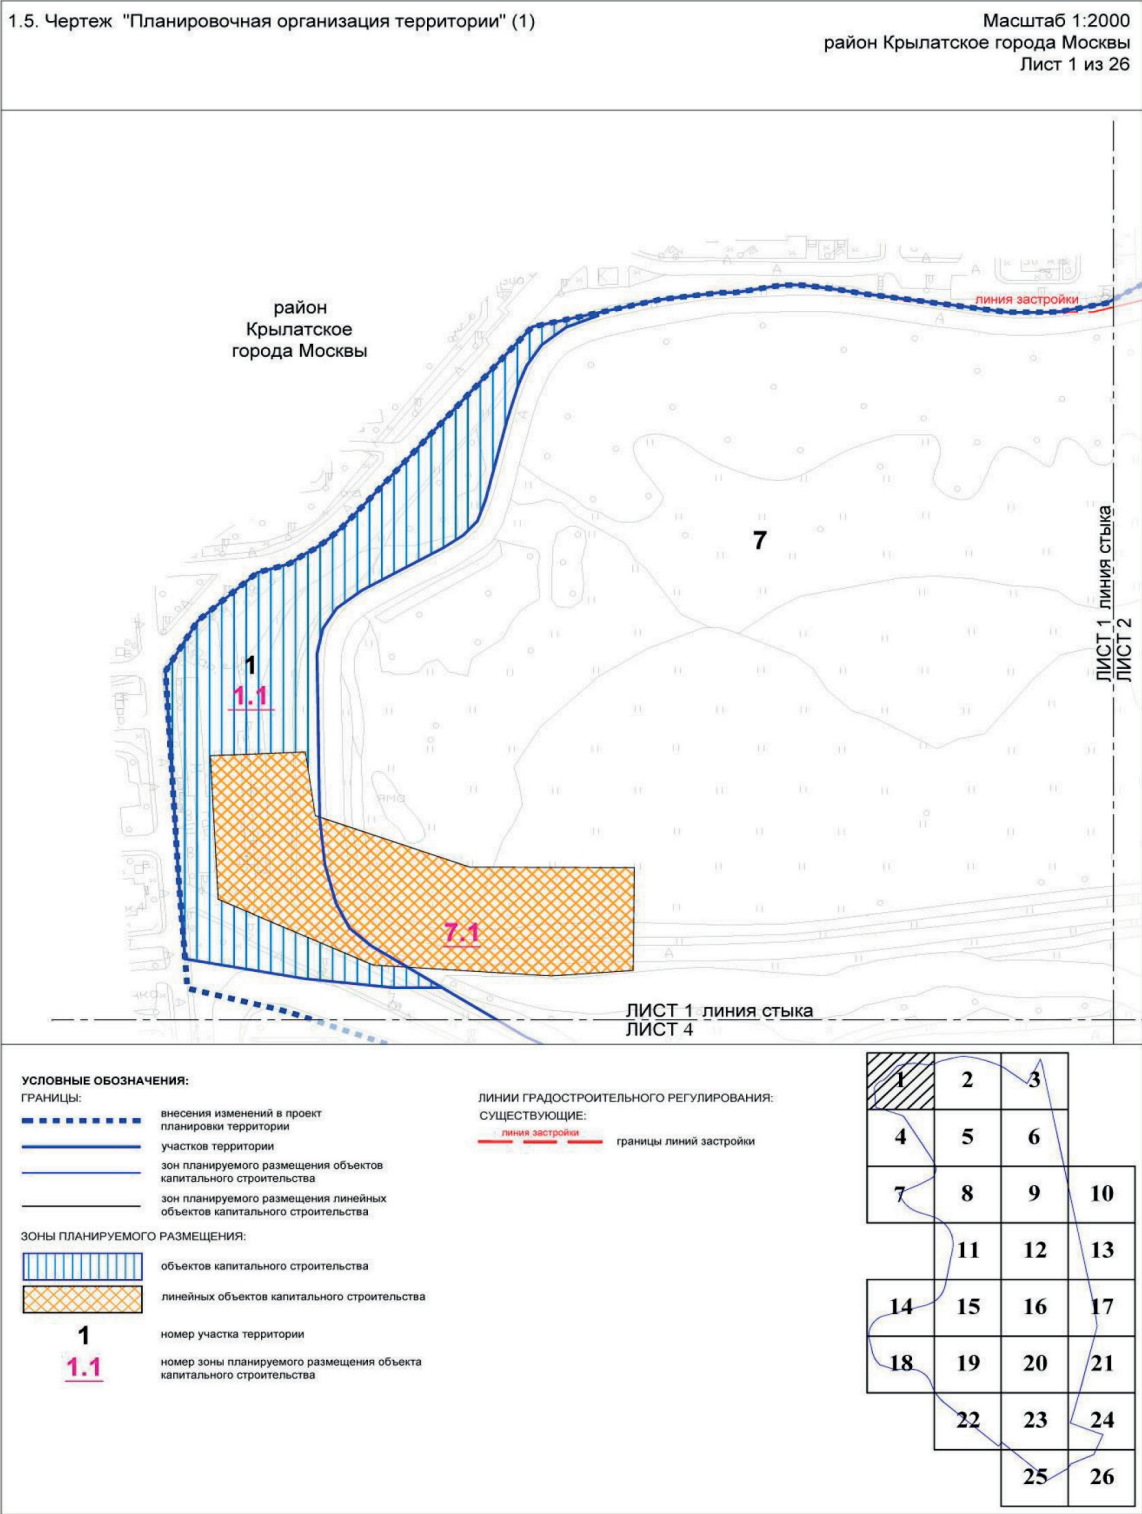 1.5. Чертеж "Планировочная организация территории" (1)
Масштаб 1:2000
район Крылатское города Москвы
Лист 1 из 26
район
Крылатское
города Москвы
линия застройки
7
1
1.1
7.1
ЯМО
ЛИСТ 1 линия стыка
ЛИСТ 2
ЛИСТ 1 линия стыка
ЛИСТ 4
УСЛОВНЫЕ ОБОЗНАЧЕНИЯ:
ГРАНИЦЫ:
внесения изменений в проект
планировки территории
участков территории
зон планируемого размещения объектов
капитального строительства
зон планируемого размещения линейных
объектов капитального строительства
ЗОНЫ ПЛАНИРУЕМОГО РАЗМЕЩЕНИЯ:
объектов капитального строительства
линейных объектов капитального строительства
1
номер участка территории
1.1
номер зоны планируемого размещения объекта
капитального строительства
ЛИНИИ ГРАДОСТРОИТЕЛЬНОГО РЕГУЛИРОВАНИЯ:
СУЩЕСТВУЮЩИЕ:
линия застройки
границы линий застройки
1 2 3
4 5 6
7 8 9 10
11 12 13
14 15 16 17
18 19 20 21
22 23 24
25 26